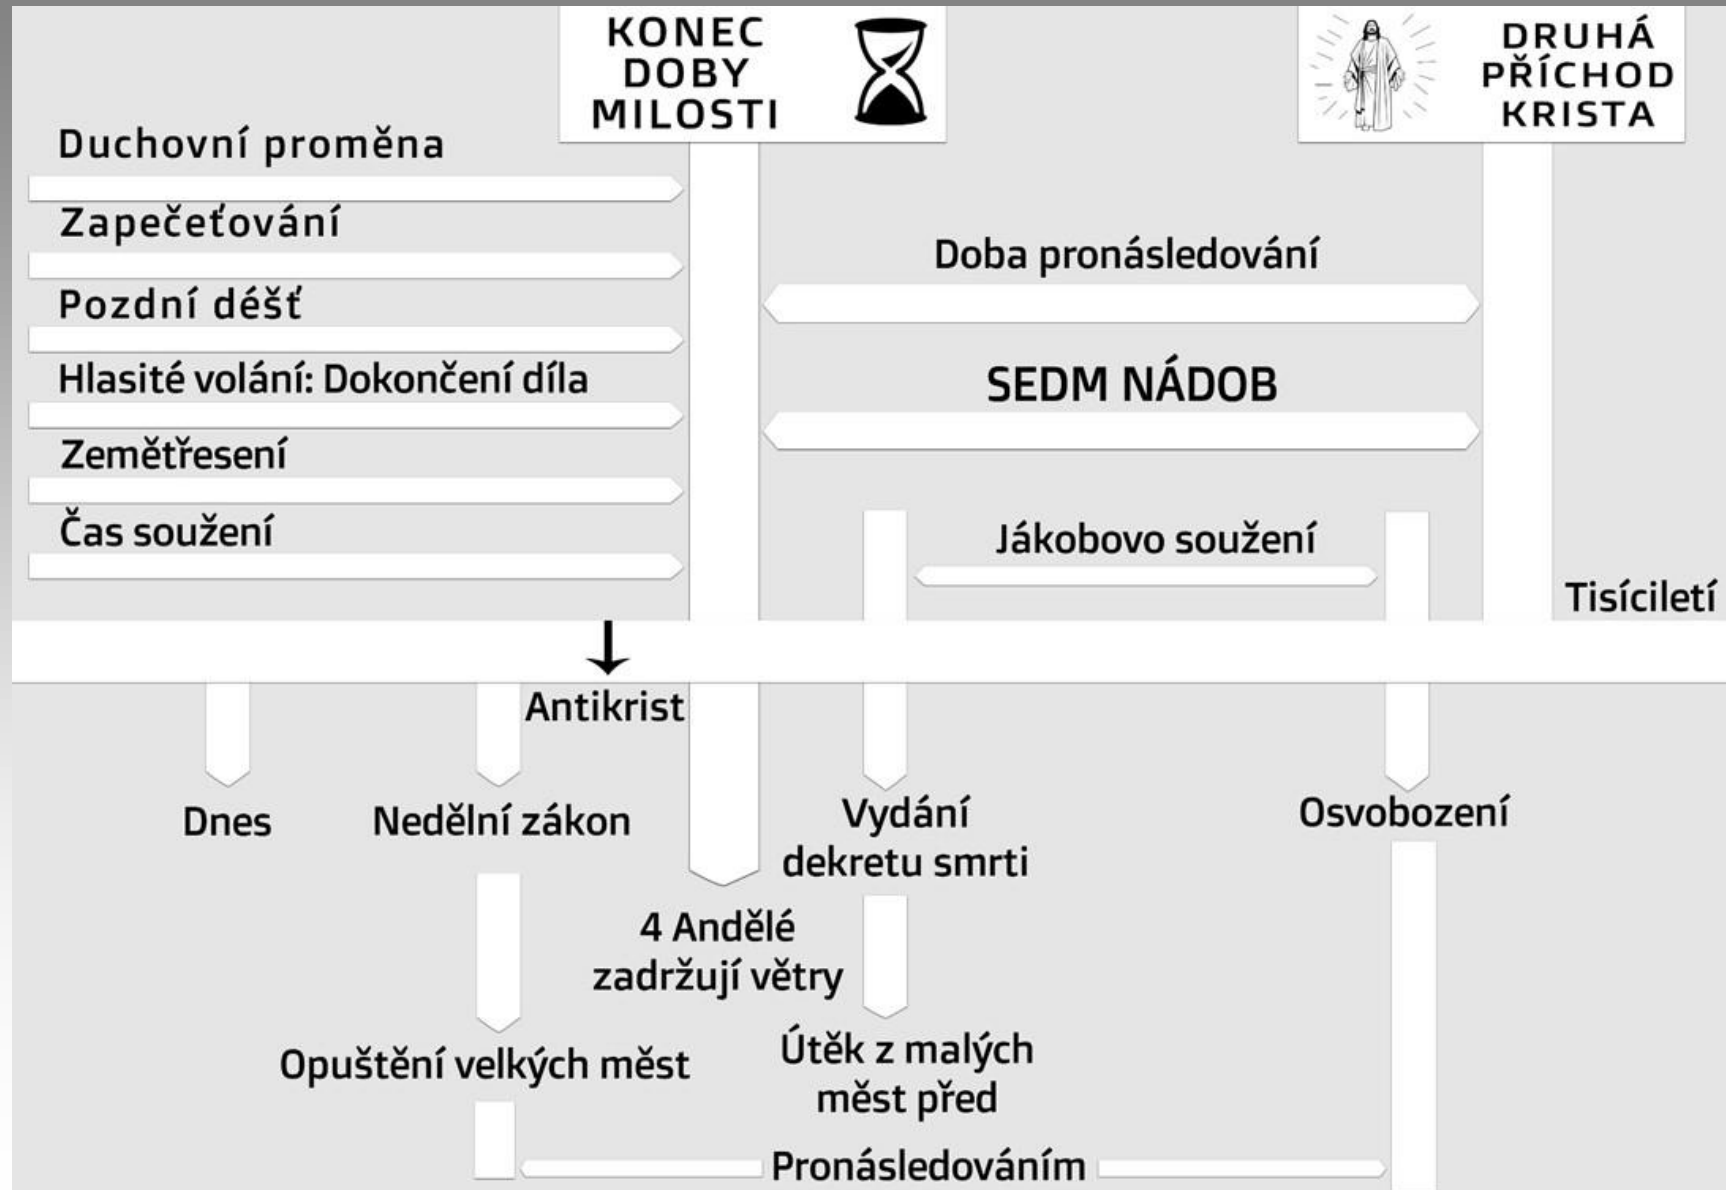 KONEC
DOBY
MILOSTI
DRUHÁ
PŘÍCHOD
KRISTA
Duchovní proměna
Zapečeťování
Pozdní déšť
Hlasité volání: Dokončení díla
Zemětřesení
Čas soužení
Doba pronásledování
SEDM NÁDOB
Jákobovo soužení
Tisíciletí
Antikrist
Dnes
Nedělní zákon
Vydání
dekretu smrti
Osvobození
4 Andělé
zadržují větry
Opuštění velkých měst
Útěk z malých
měst před
Pronásledováním